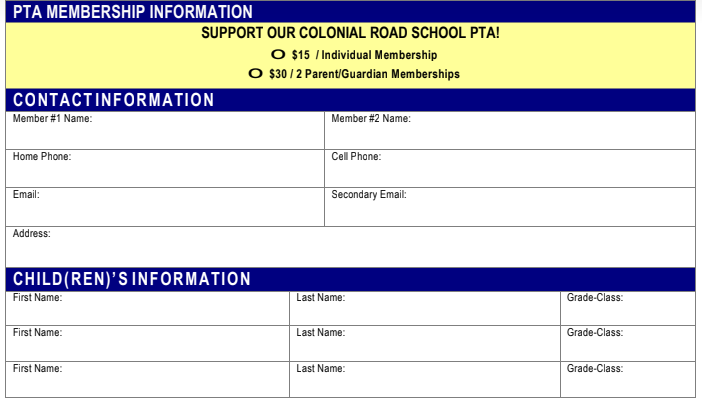 PTA MEMBERSHIP INFORMATION
SUPPORT OUR COLONIAL ROAD SCHOOL PTA!
O $15 / Individual Membership
O $30 / 2 Parent/Guardian Memberships
CONTACT INFORMATION
Member #1 Name: Member #2 Name:
Home Phone: Cell Phone:
Email: Secondary Email:
Address:
CHILD(REN)'S INFORMATION
First Name: Last Name: Grade-Class:
First Name: Last Name: Grade-Class:
First Name: Last Name: Grade-Class: